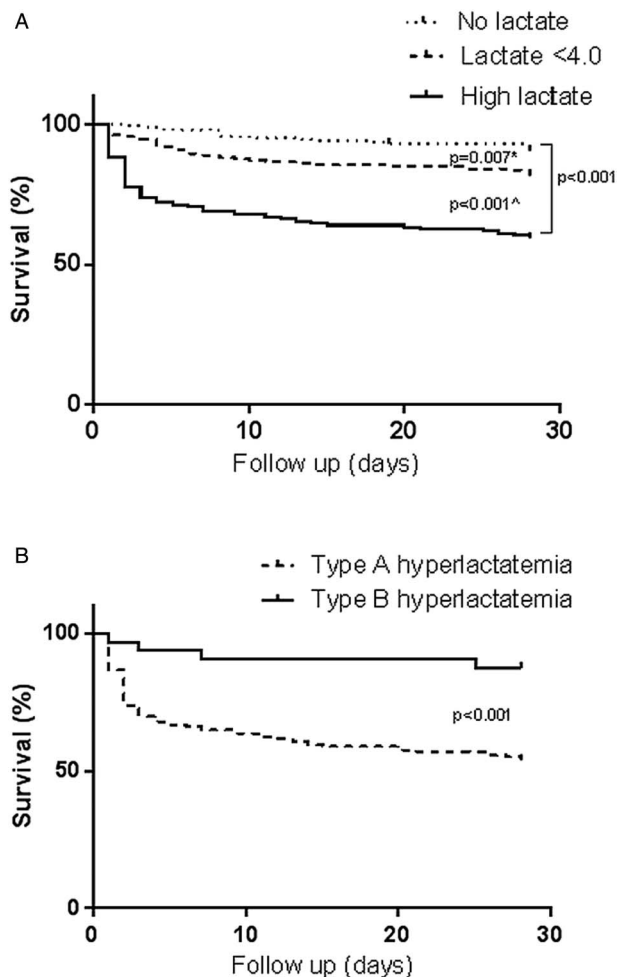 A
No lactate
Lactate <4.0
High lactate
100
50
0
Survival (%)
p=0.007*
p<0.001
p<0.001^
0 10 20 30
Follow up (days)
B
Type A hyperlactatemia
Type B hyperlactatemia
100
50
0
Survival (%)
p<0.001
0 10 20 30
Follow up (days)